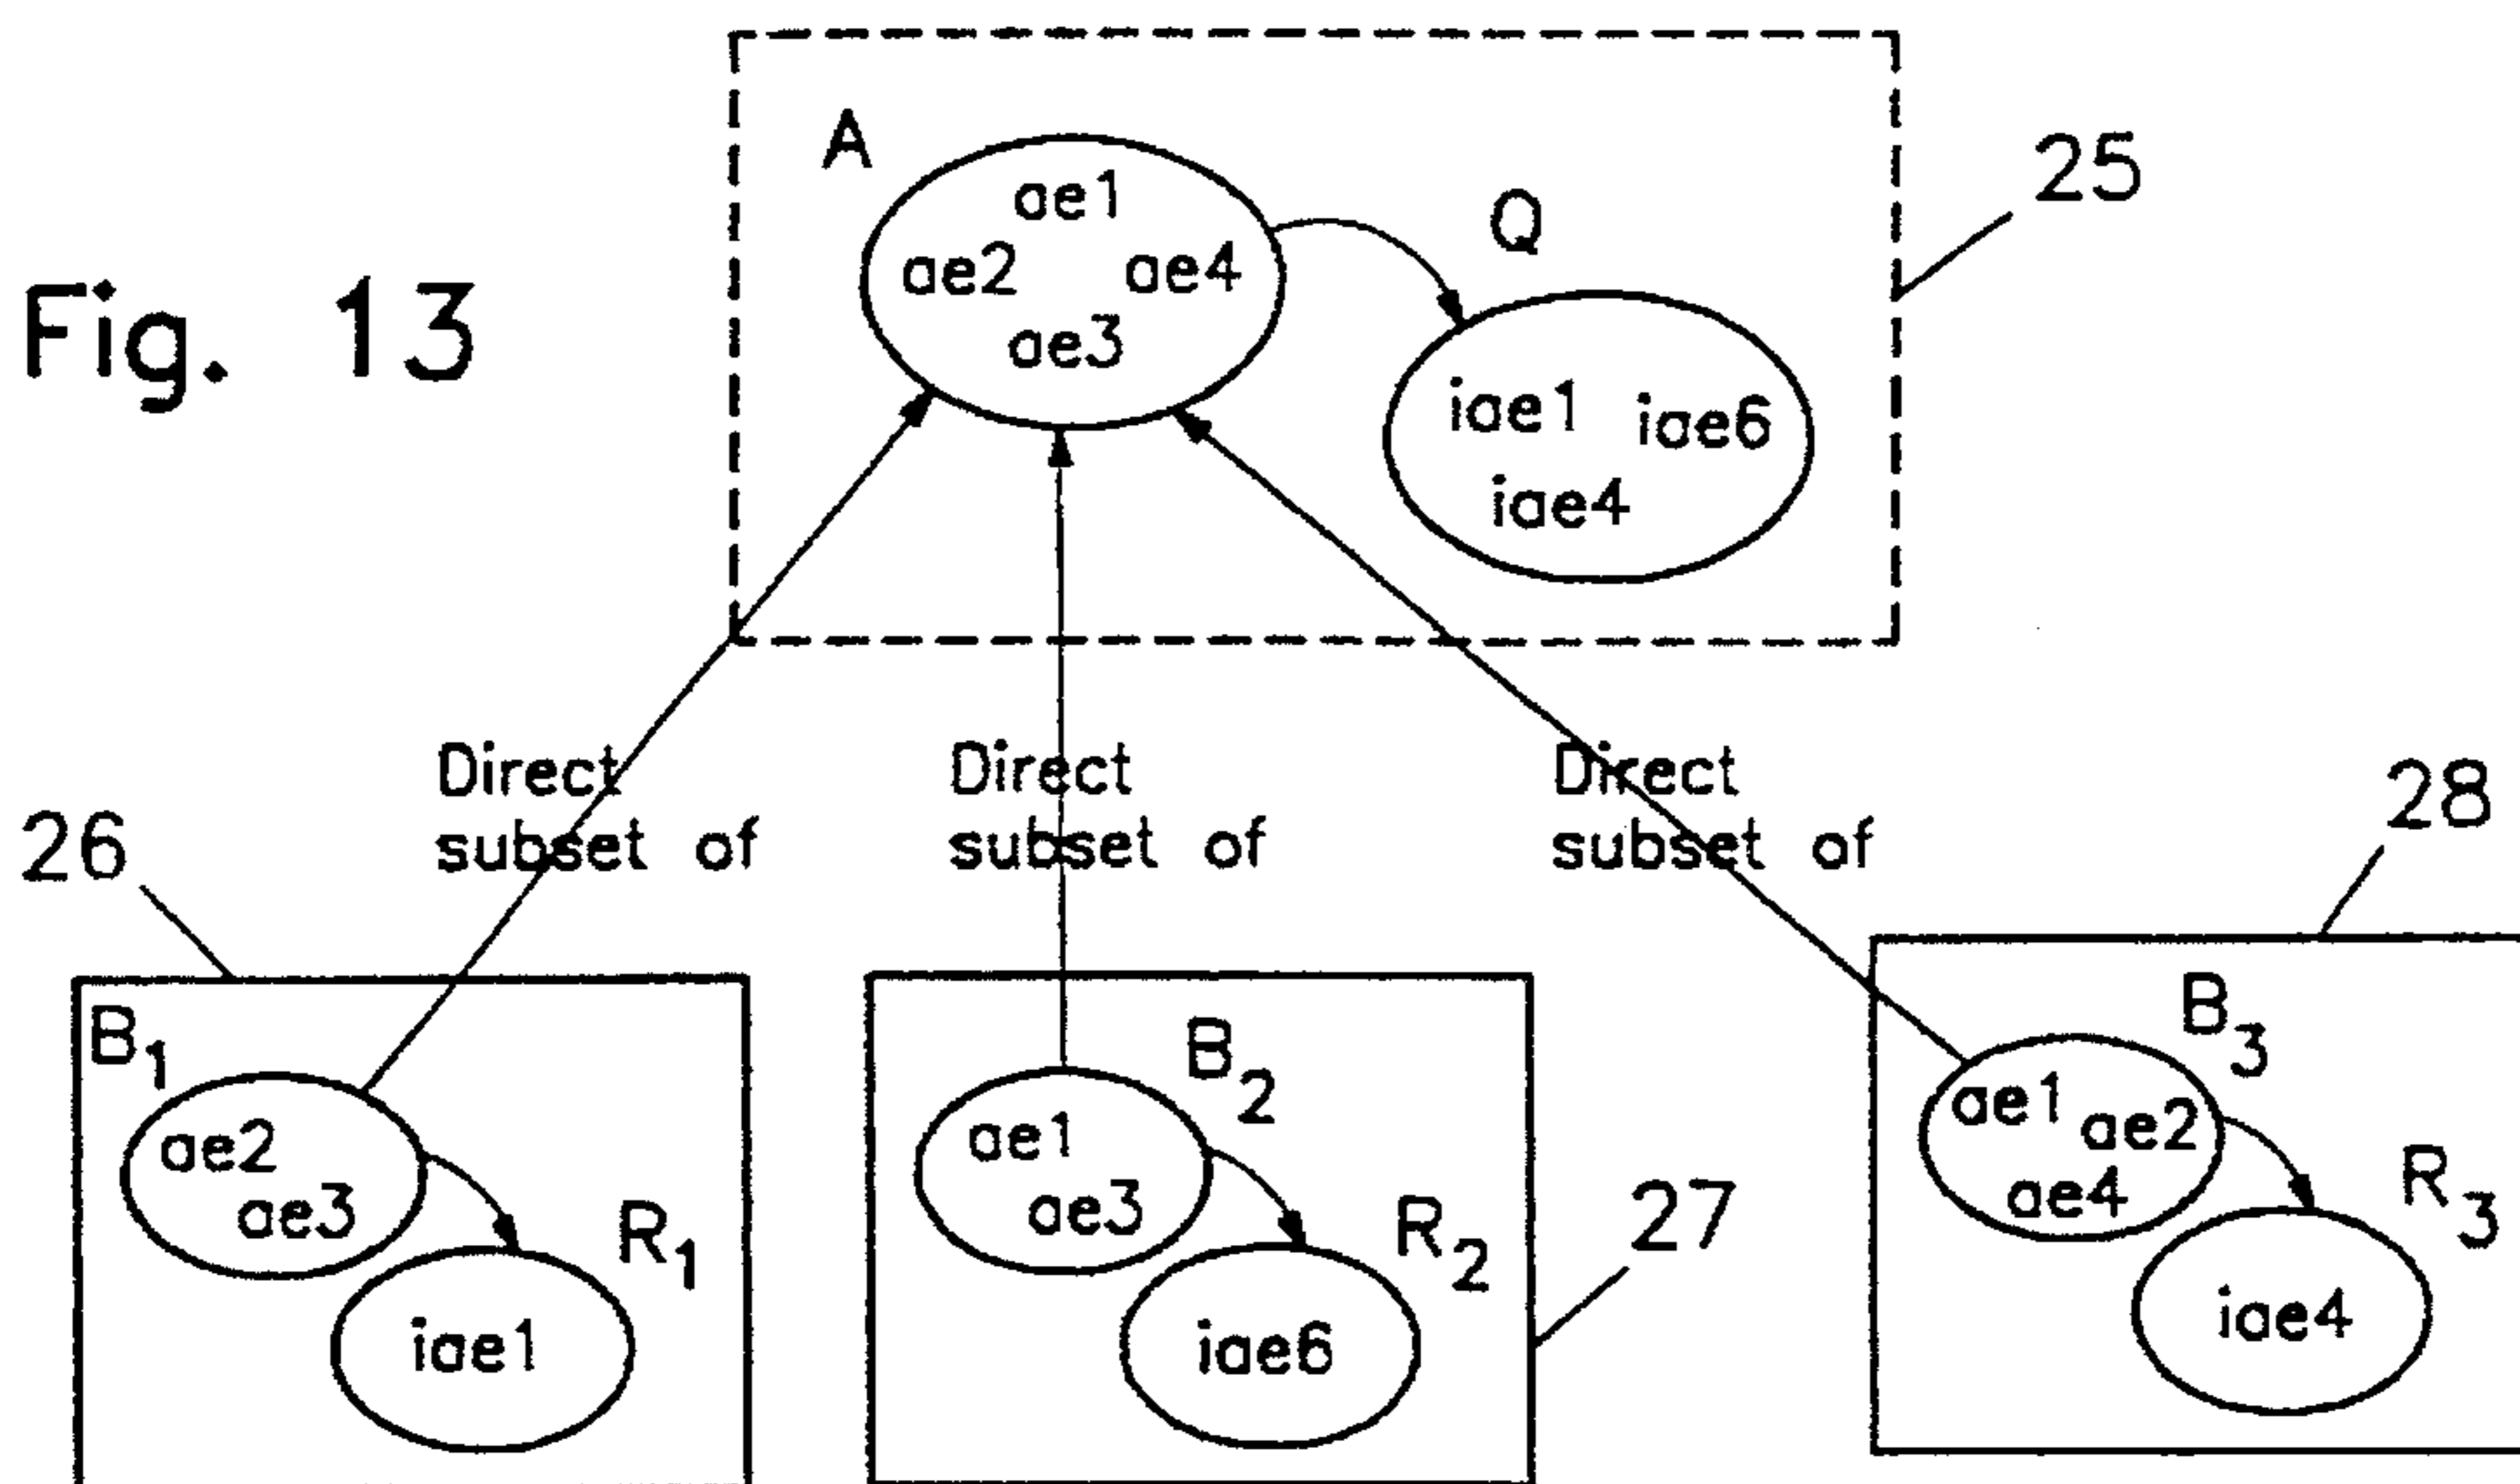 Fig. 13
A
ae1
ae2 ae4
ae3
Q
iae1 iae6
iae4
25
Direct
subset of
Direct
subset of
Direct
subset of
26
B1
ae2
ae3
R1
iae1
B2
ae1
ae3
R2
iae6
27
28
B3
ae1 ae2
ae4
R3
iae4